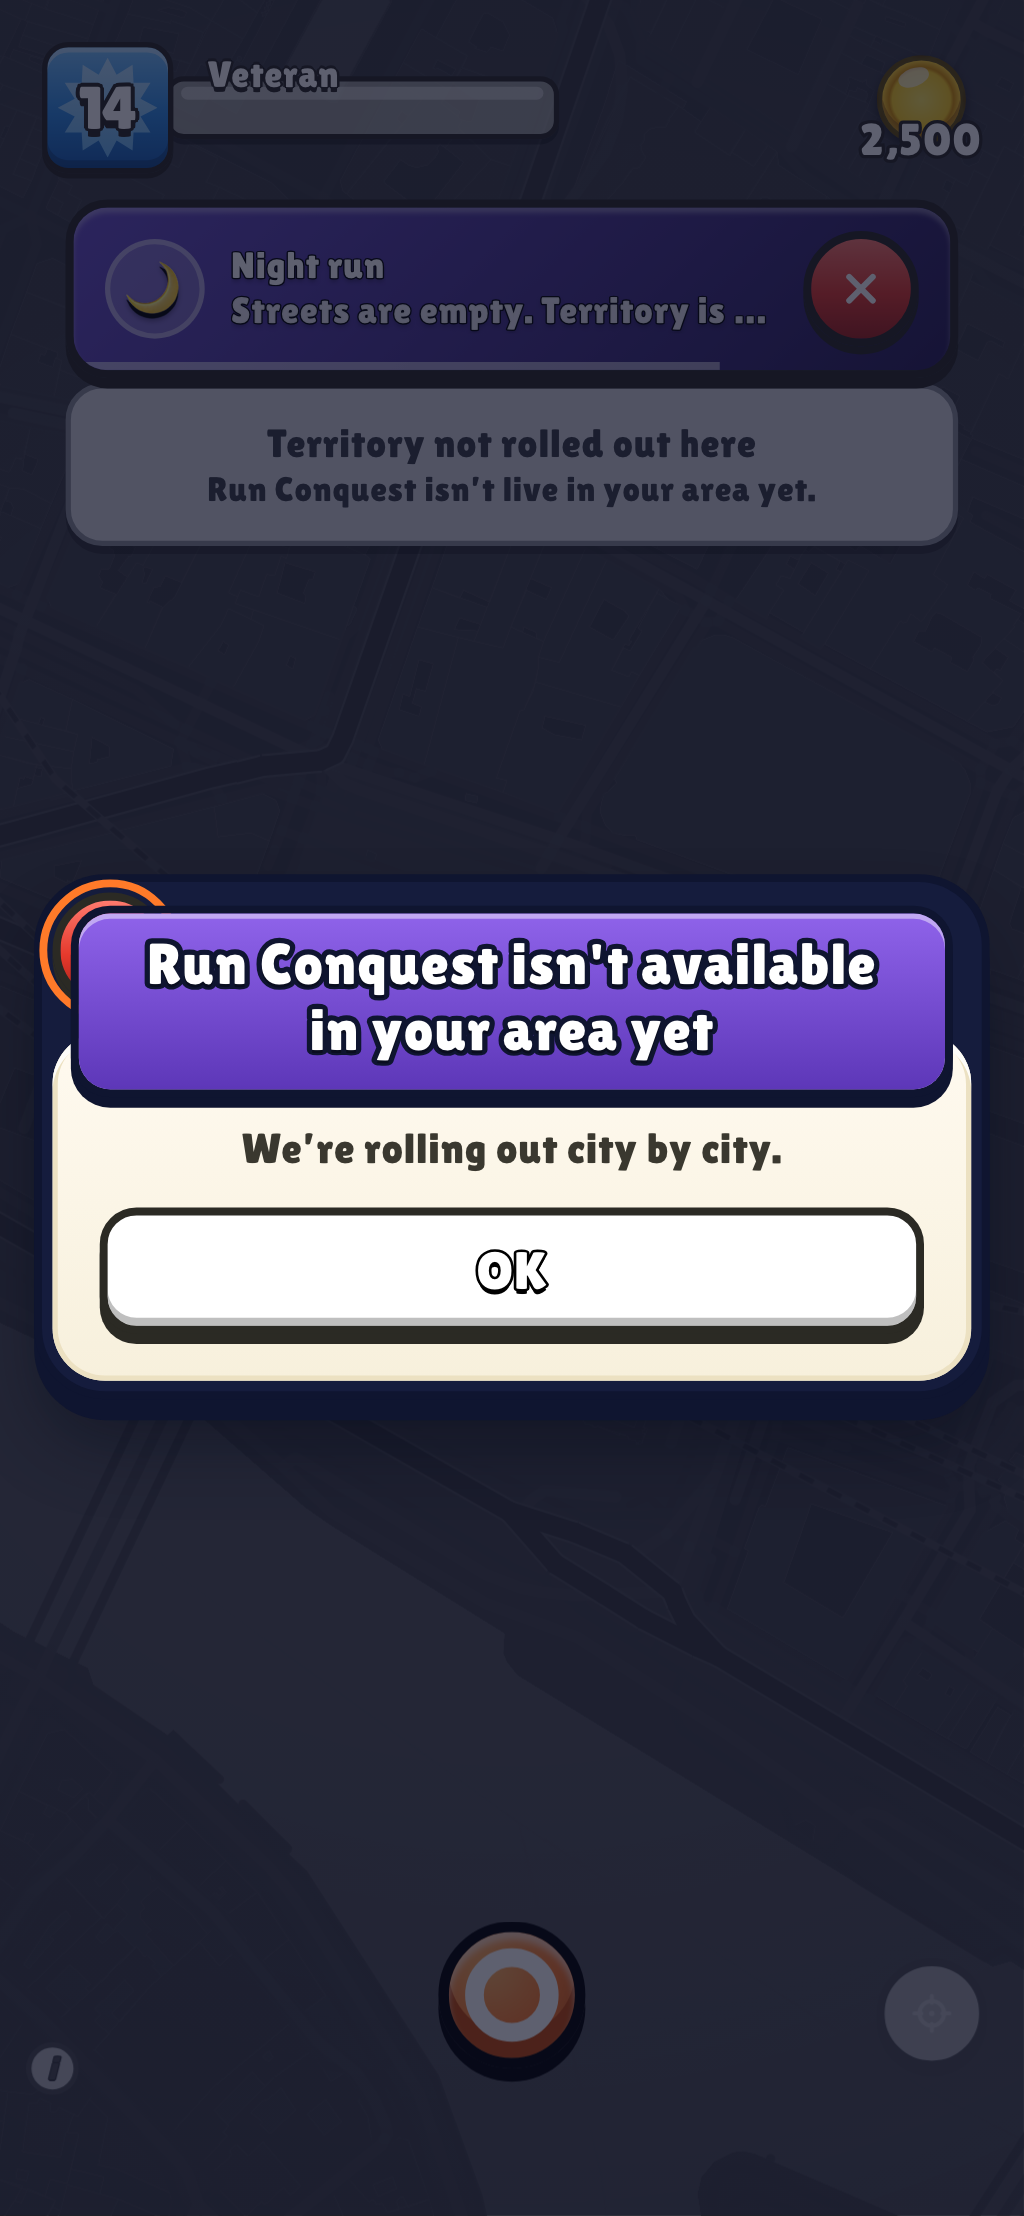 14
Veteran
2,500
Night run
Streets are empty. Territory is ...
Territory not rolled out here
Run Conquest isn't live in your area yet.
Run Conquest isn't available
in your area yet
We're rolling out city by city.
OK